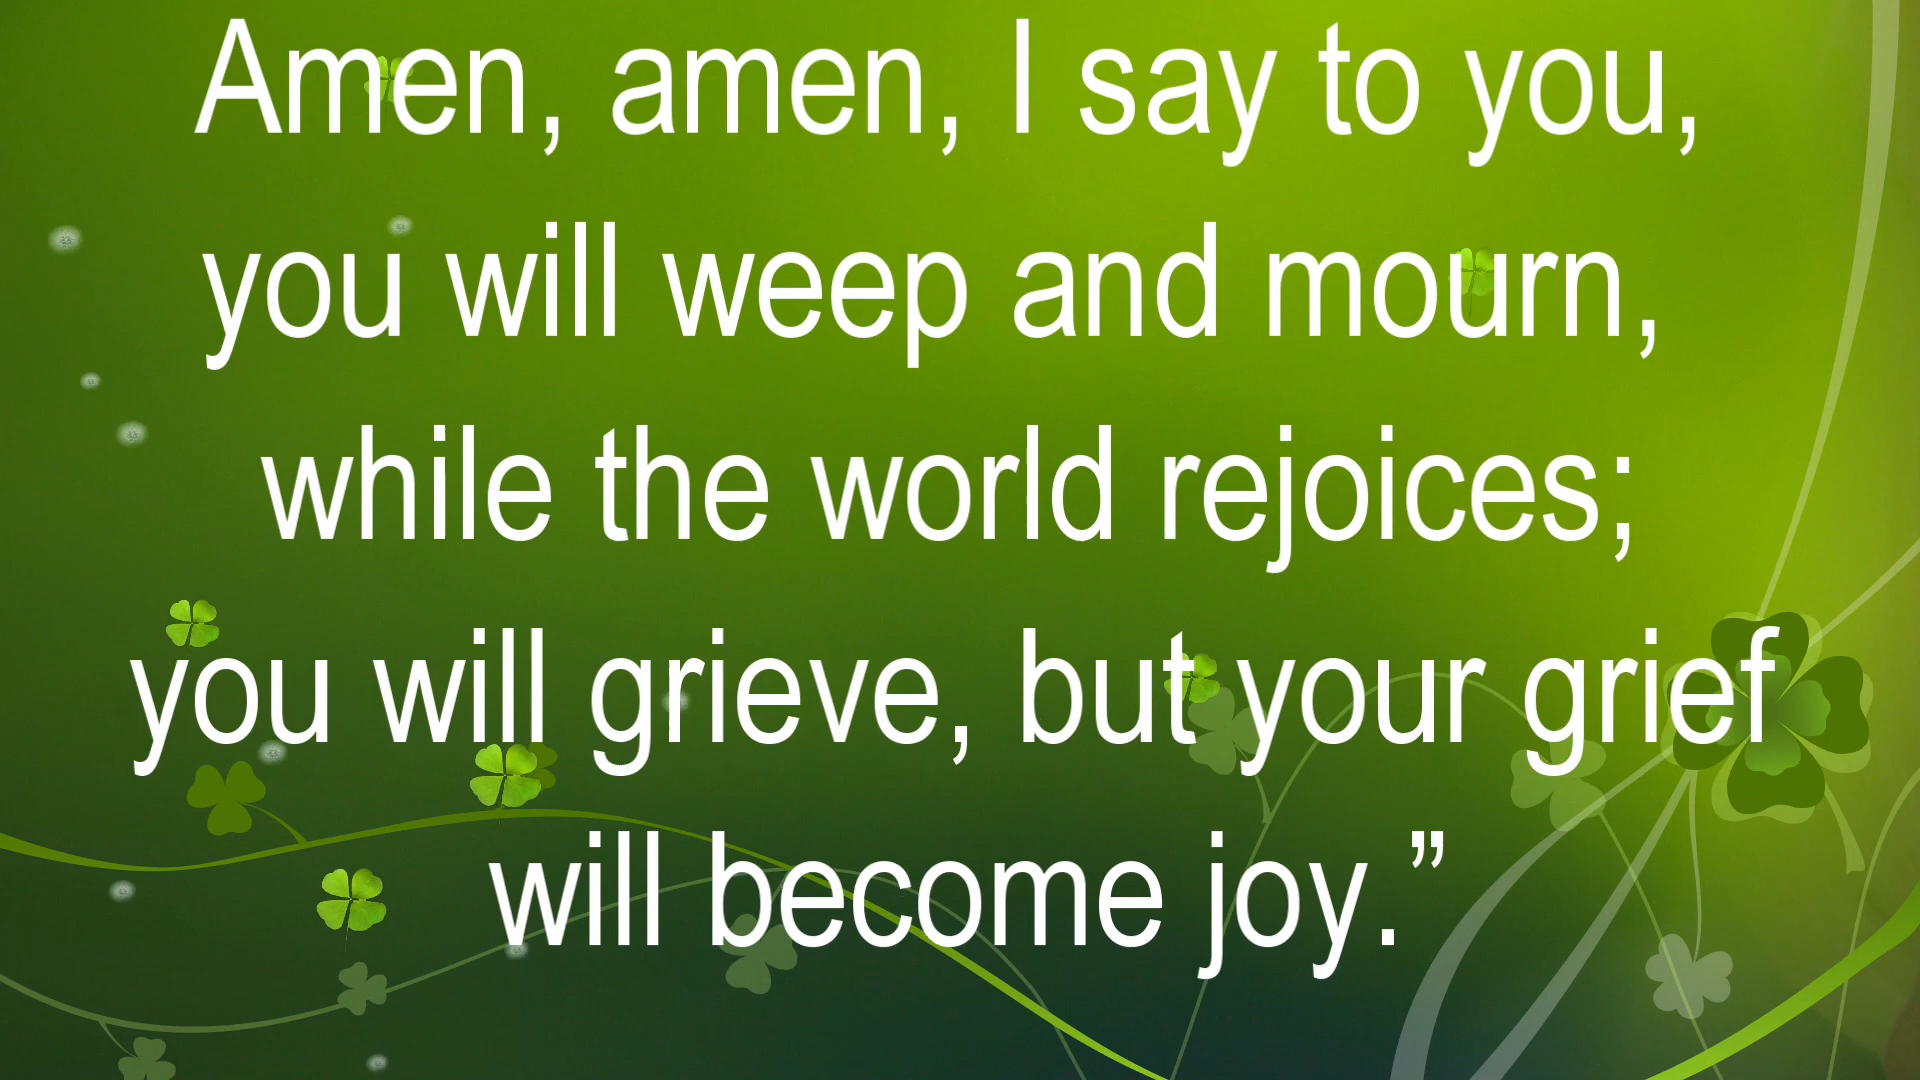 Amen, amen, I say to you,
you will weep and mourn,
while the world rejoices;
you will grieve, but your grief
will become joy.”